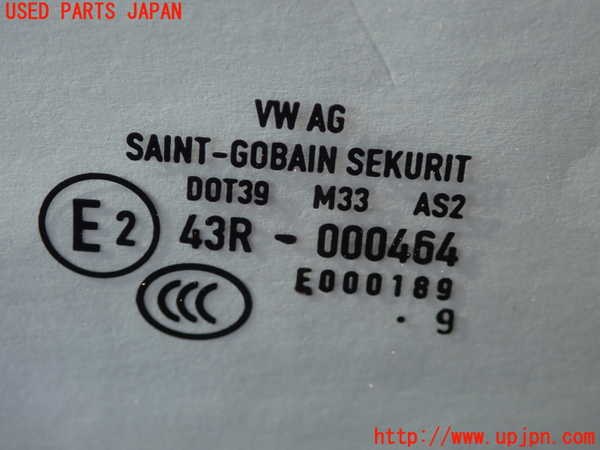 USED PARTS JAPAN
VW AG
SAINT-GOBAIN SEKURIT
DOT39 M33 AS2
E2 43R - 000464
CCC E000189
. 9
http://www.upjpn.com